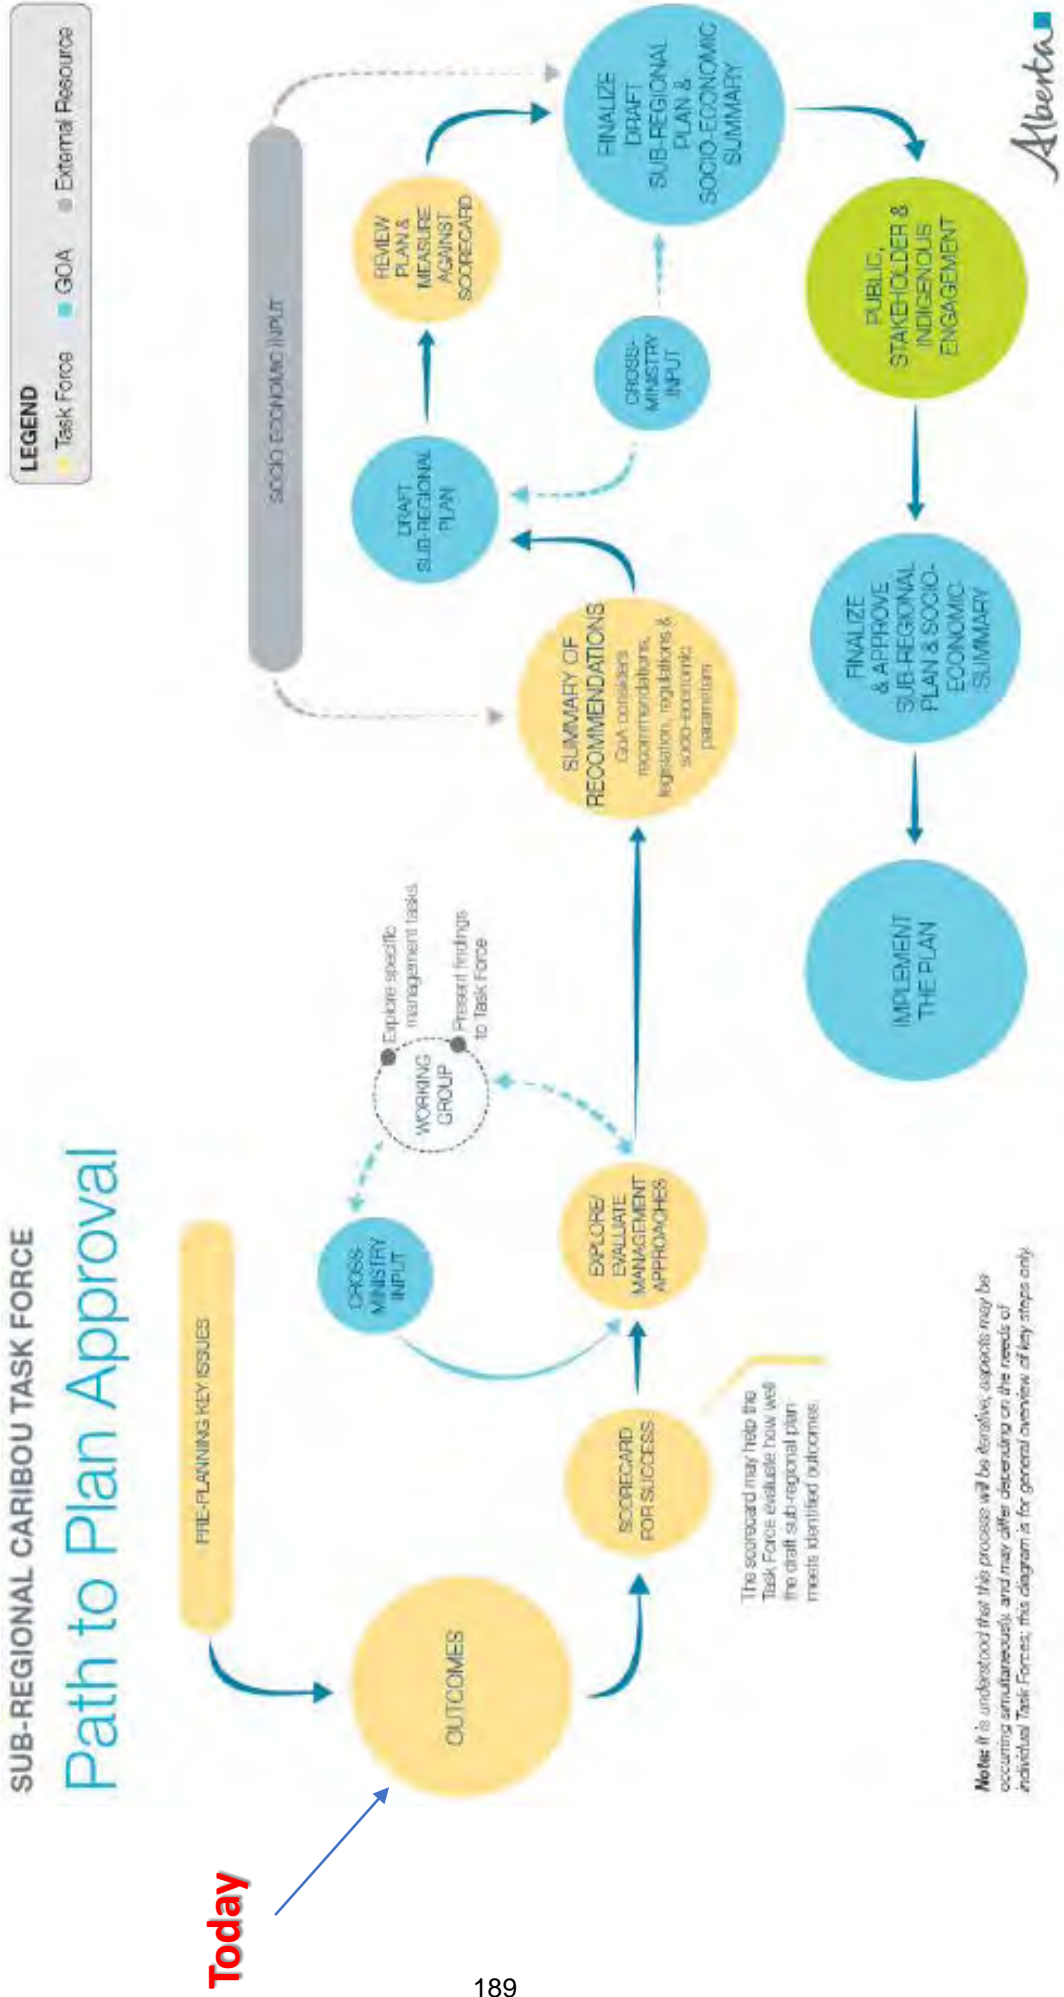 SUB-REGIONAL CARIBOU TASK FORCE
Path to Plan Approval
LEGEND
Task Force
GOA
External Resource
Today
PRE-PLANNING KEY ISSUES
OUTCOMES
SCORECARD
FOR SUCCESS
The scorecard may help the
Task Force evaluate how well
the draft sub-regional plan
meets identified outcomes
CROSS-
MINISTRY
INPUT
WORKING
GROUP
Explore specific
management tasks
Present findings
to Task Force
EXPLORE/
EVALUATE
MANAGEMENT
APPROACHES
SOCIO-ECONOMIC INPUT
SUMMARY OF
RECOMMENDATIONS
GoA considers
recommendations,
legislation, regulations &
socio-economic
parameters
DRAFT
SUB-REGIONAL
PLAN
REVIEW
PLAN &
MEASURE
AGAINST
SCORECARD
CROSS-
MINISTRY
INPUT
FINALIZE
DRAFT
SUB-REGIONAL
PLAN &
SOCIO-ECONOMIC
SUMMARY
PUBLIC,
STAKEHOLDER &
INDIGENOUS
ENGAGEMENT
FINALIZE
& APPROVE
SUB-REGIONAL
PLAN & SOCIO-
ECONOMIC
SUMMARY
IMPLEMENT
THE PLAN
Note: It is understood that this process will be iterative, aspects may be
occurring simultaneously, and may differ depending on the needs of
individual Task Forces; this diagram is for general overview of key steps only.
Alberta
189